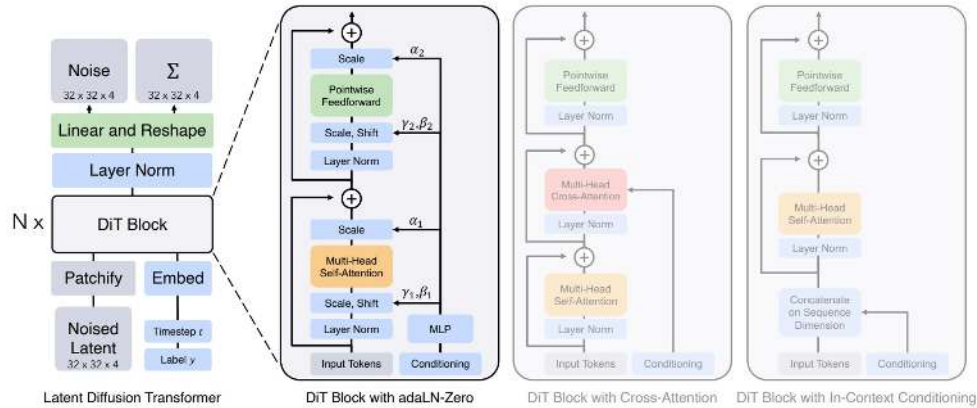 Noise
32 x 32 x 4
Σ
32 x 32 x 4
Linear and Reshape
Layer Norm
N x
DiT Block
Patchify
Embed
Noised
Latent
32 x 32 x 4
Timestep t
Label y
Latent Diffusion Transformer
+
Scale
α₂
Pointwise
Feedforward
Scale, Shift
γ₂,β₂
Layer Norm
+
Scale
α₁
Multi-Head
Self-Attention
Scale, Shift
γ₁,β₁
Layer Norm
MLP
Input Tokens
Conditioning
DiT Block with adaLN-Zero
+
Pointwise
Feedforward
Layer Norm
+
Multi-Head
Cross-Attention
Layer Norm
+
Multi-Head
Self-Attention
Layer Norm
Input Tokens
Conditioning
DiT Block with Cross-Attention
+
Pointwise
Feedforward
Layer Norm
+
Multi-Head
Self-Attention
Layer Norm
Concatenate
on Sequence
Dimension
Input Tokens
Conditioning
DiT Block with In-Context Conditioning